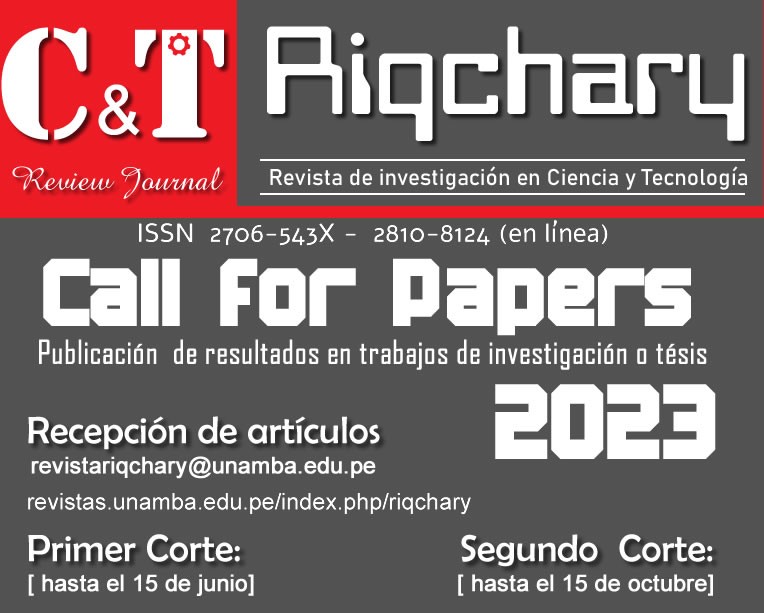 C&T
Review Journal
Riqchary
Revista de investigación en Ciencia y Tecnología
ISSN 2706-543X - 2810-8124 (en línea)
Call for Papers
Publicación de resultados en trabajos de investigación o tésis
2023
Recepción de artículos
revistariqchary@unamba.edu.pe
revistas.unamba.edu.pe/index.php/riqchary
Primer Corte:
[ hasta el 15 de junio]
Segundo Corte:
[ hasta el 15 de octubre]